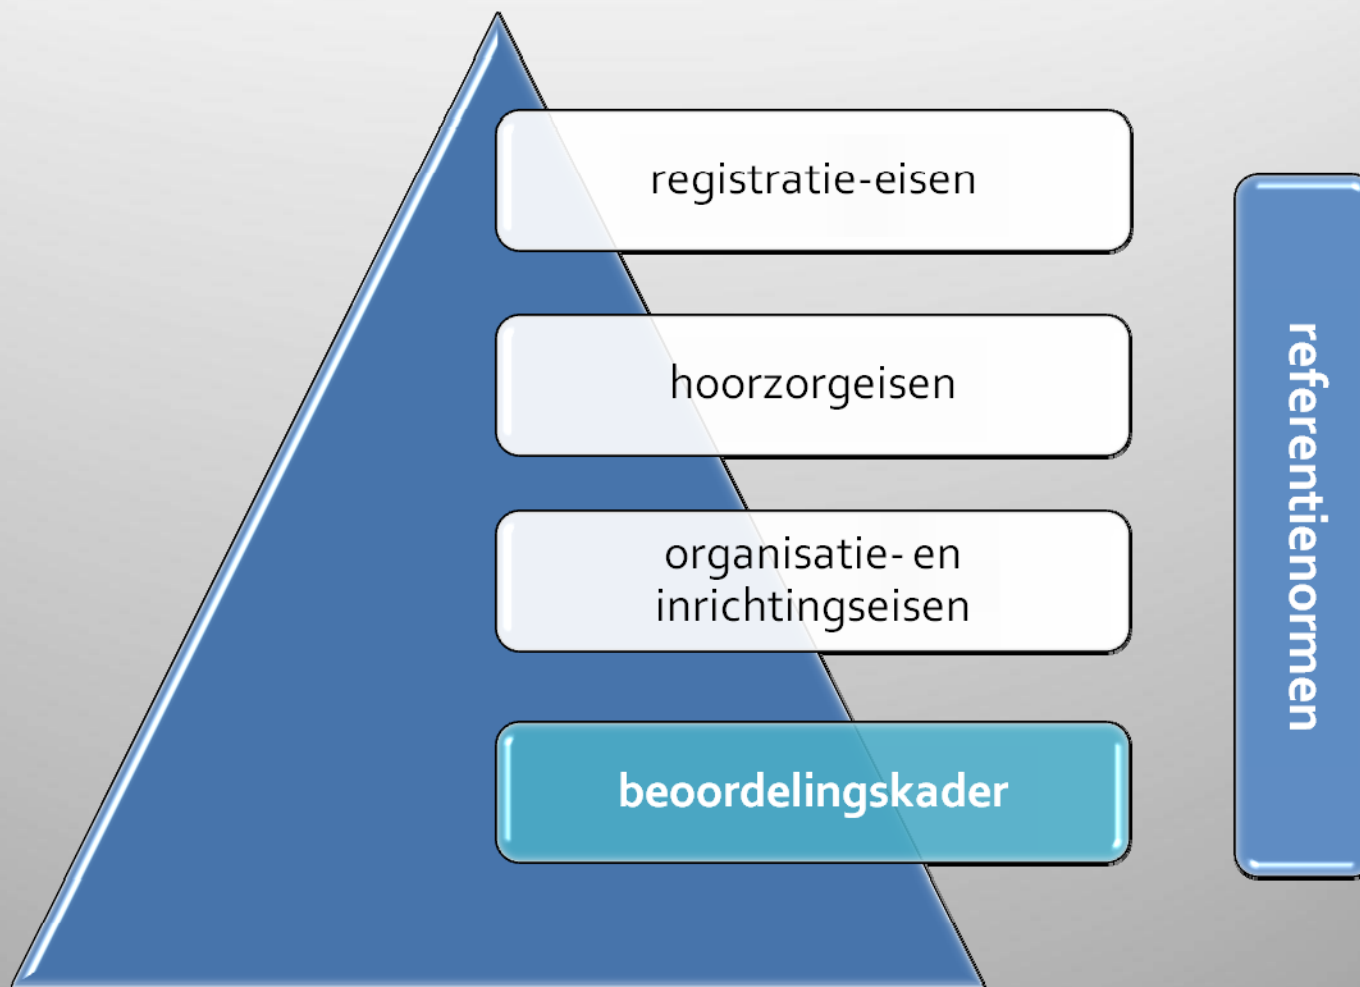 registratie-eisen
hoorzorgeisen
organisatie- en
inrichtingseisen
beoordelingskader
referentienormen